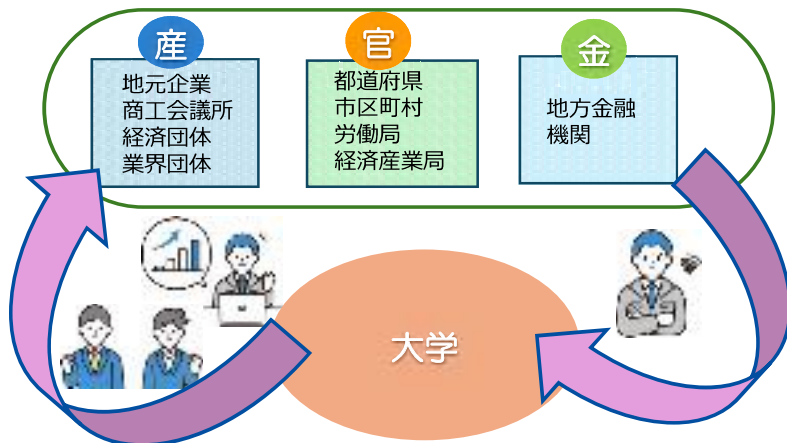 産
地元企業
商工会議所
経済団体
業界団体
官
都道府県
市区町村
労働局
経済産業局
金
地方金融
機関
大学